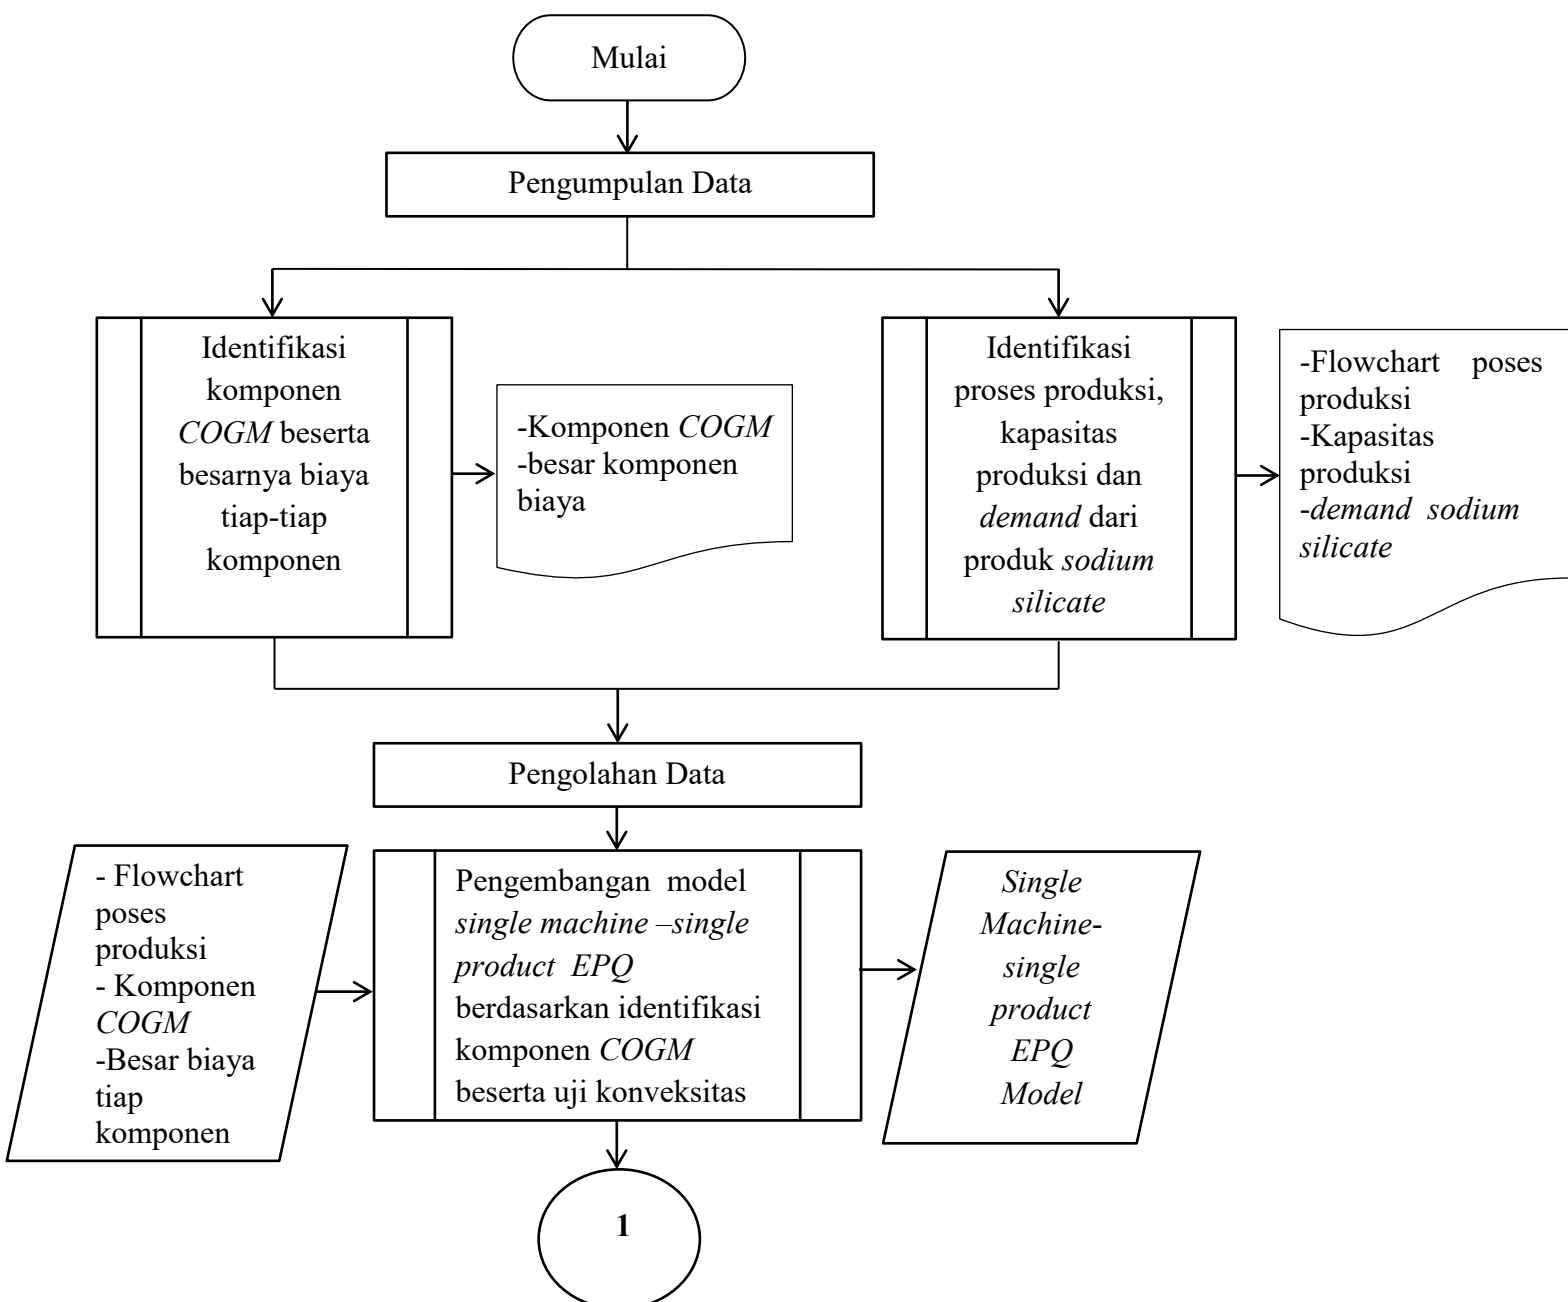 Mulai
Pengumpulan Data
Identifikasi
komponen
COGM beserta
besarnya biaya
tiap-tiap
komponen
-Komponen COGM
-besar komponen
biaya
Identifikasi
proses produksi,
kapasitas
produksi dan
demand dari
produk sodium
silicate
-Flowchart poses
produksi
-Kapasitas
produksi
-demand sodium
silicate
Pengolahan Data
- Flowchart
poses
produksi
- Komponen
COGM
-Besar biaya
tiap
komponen
Pengembangan model
single machine –single
product EPQ
berdasarkan identifikasi
komponen COGM
beserta uji konveksitas
Single
Machine-
single
product
EPQ
Model
1